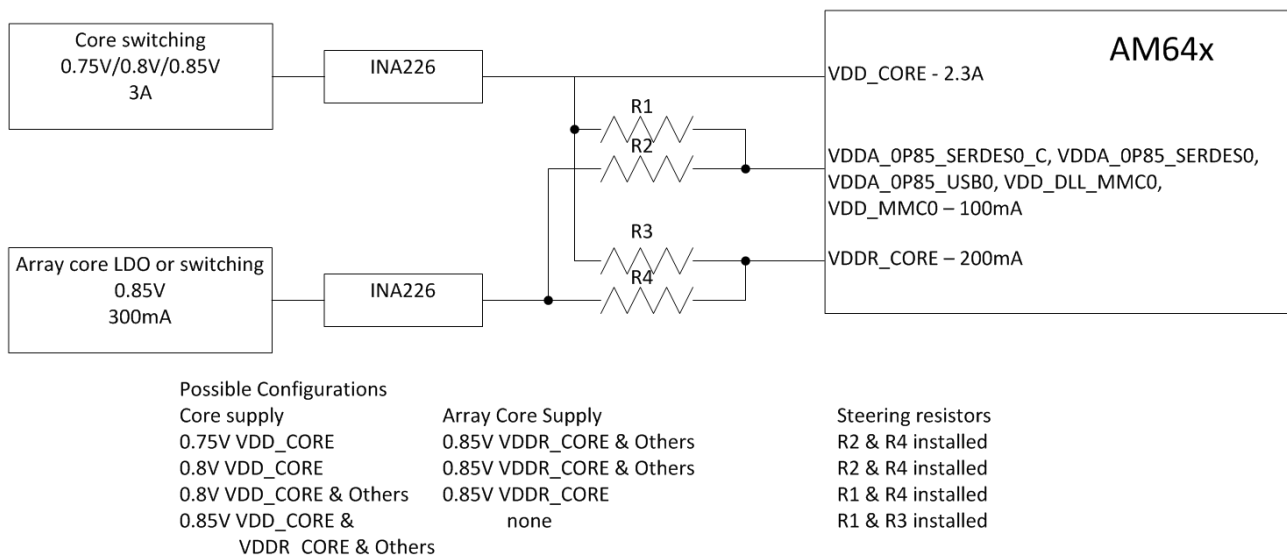 Core switching
0.75V/0.8V/0.85V
3A
INA226
AM64x
VDD_CORE - 2.3A
R1
R2
VDDA_0P85_SERDES0_C, VDDA_0P85_SERDES0,
VDDA_0P85_USB0, VDD_DLL_MMC0,
VDD_MMC0 – 100mA
R3
R4
VDDR_CORE – 200mA
Array core LDO or switching
0.85V
300mA
INA226
Possible Configurations
Core supply Array Core Supply Steering resistors
0.75V VDD_CORE 0.85V VDDR_CORE & Others R2 & R4 installed
0.8V VDD_CORE 0.85V VDDR_CORE & Others R2 & R4 installed
0.8V VDD_CORE & Others 0.85V VDDR_CORE R1 & R4 installed
0.85V VDD_CORE & none R1 & R3 installed
VDDR_CORE & Others